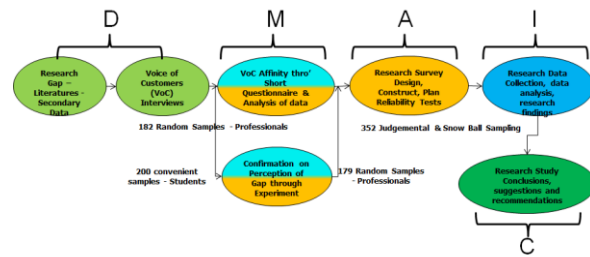 D
M
A
I
Research
Gap –
Literatures -
Secondary
Data
Voice of
Customers
(VoC)
Interviews
VoC Affinity thro'
Short
Questionnaire &
Analysis of data
Research Survey
Design,
Construct, Plan
Reliability Tests
Research Data
Collection, data
analysis,
research
findings
182 Random Samples - Professionals
352 Judgemental & Snow Ball Sampling
200 convenient
samples - Students
Confirmation on
Perception of
Gap through
Experiment
179 Random Samples
- Professionals
Research Study
Conclusions,
suggestions and
recommendations
C